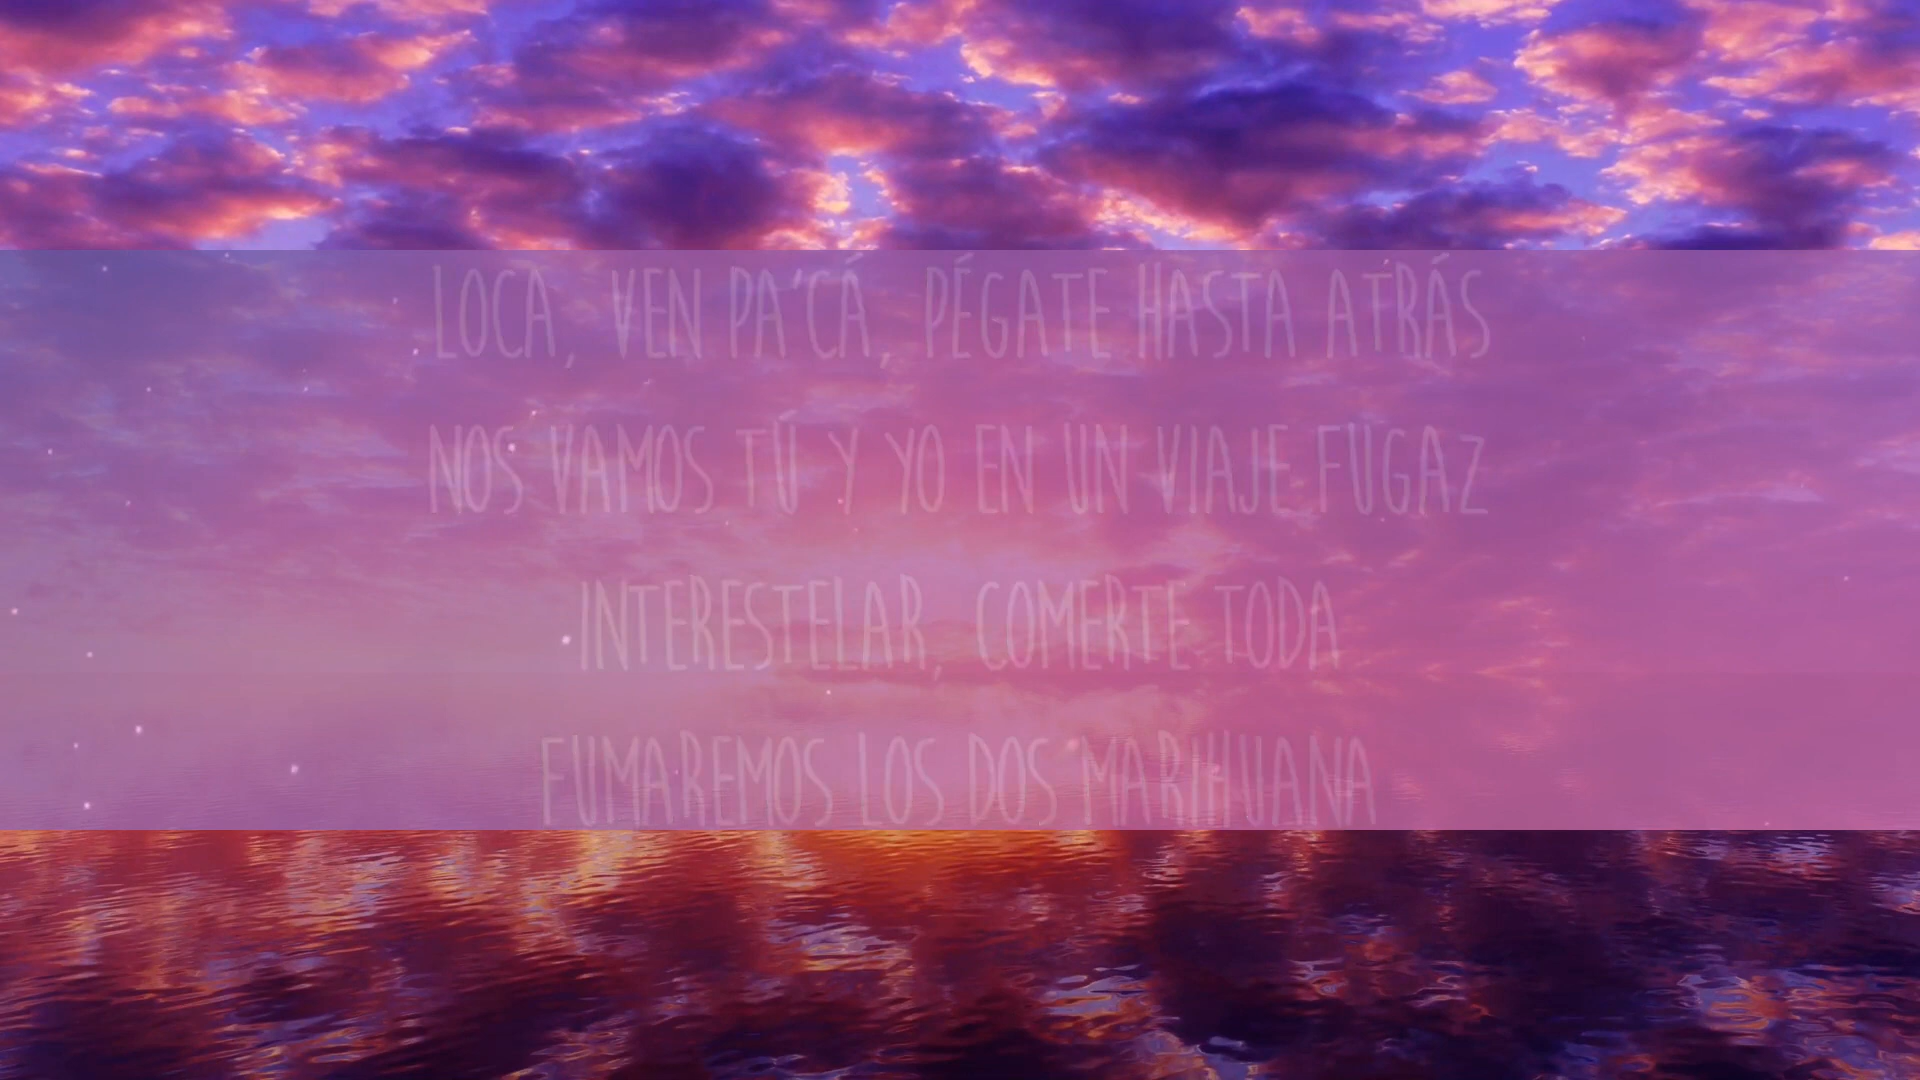 LOCA, VEN PA'CÁ, PÉGATE HASTA ATRÁS
NOS VAMOS TÚ Y YO EN UN VIAJE FUGAZ
INTERESTELAR, COMERTE TODA
FUMAREMOS LOS DOS MARIHUANA